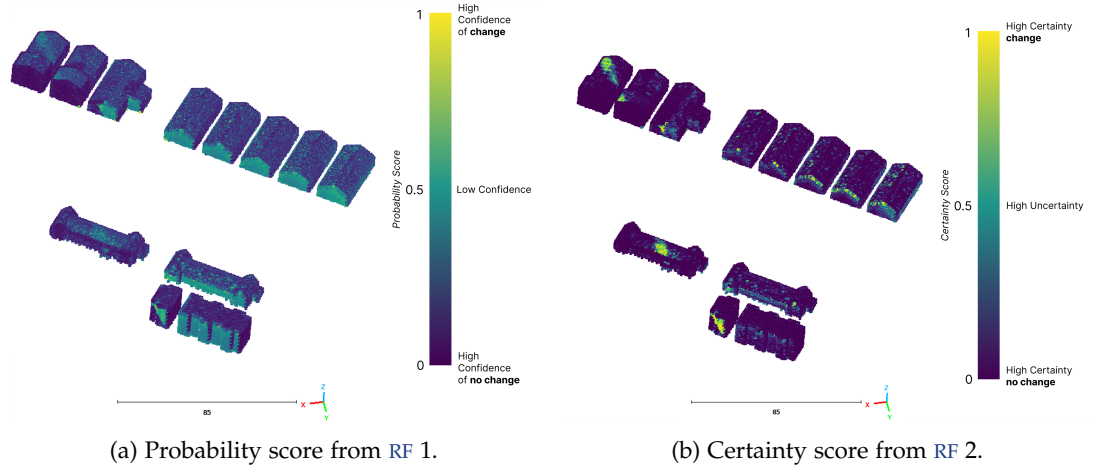 1
High
Confidence
of change
Probability Score
0.5
Low Confidence
0
High
Confidence
of no change
85
X
Z
Y
(a) Probability score from RF 1.
1
High Certainty
change
Certainty Score
0.5
High Uncertainty
0
High Certainty
no change
85
X
Z
Y
(b) Certainty score from RF 2.